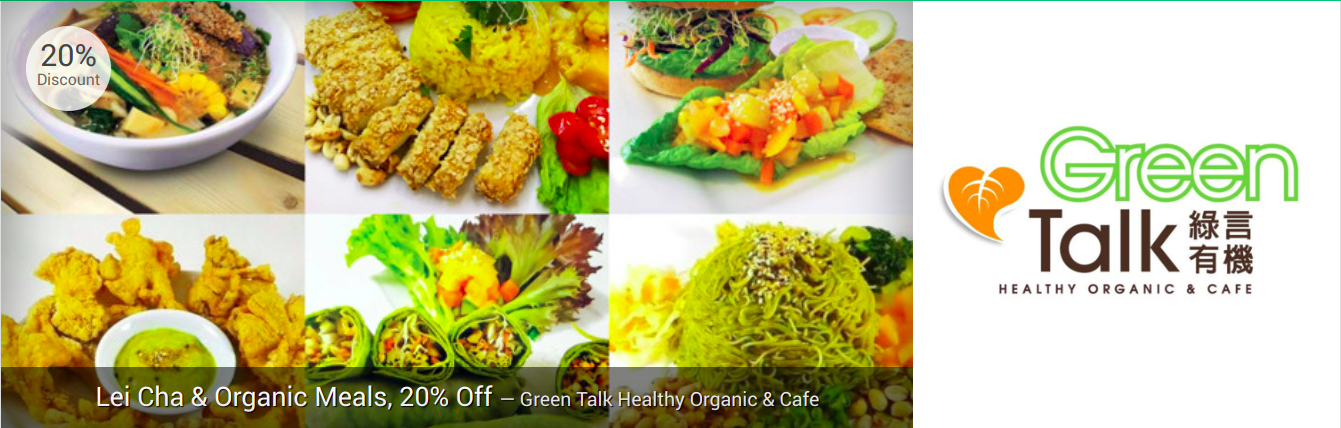 20%
Discount
Lei Cha & Organic Meals, 20% Off — Green Talk Healthy Organic & Cafe
Green
Talk 綠言
有機
HEALTHY ORGANIC & CAFE